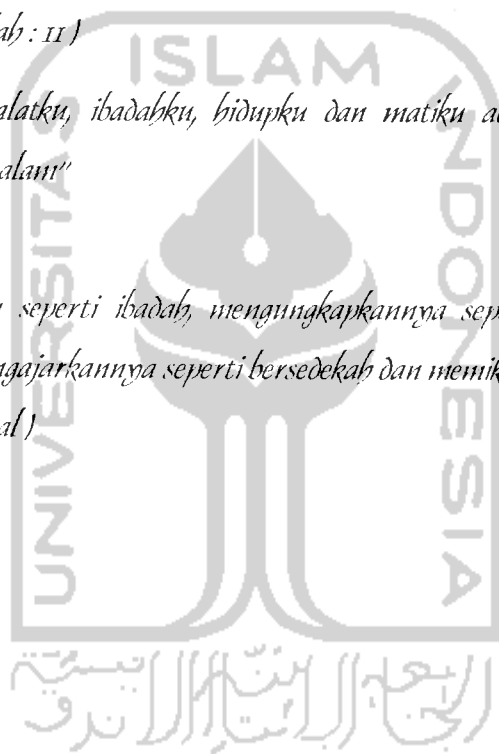 ah : 11 )
ISLAM
alatku, ibadahku, hidupku dan matiku a
alam"
seperti ibadah, mengungkapkannya sep
ngajarkannya seperti bersedekah dan memik
al )
UNIVERSITAS
INDONESIA